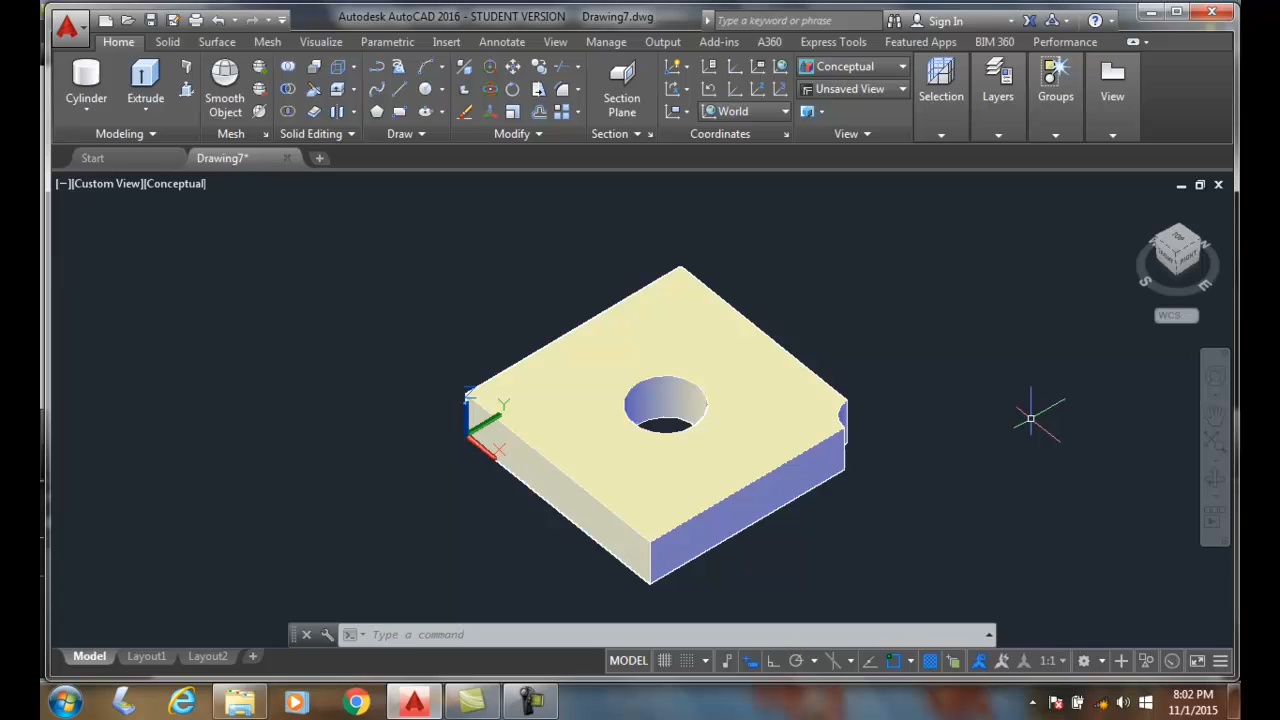 Autodesk AutoCAD 2016 - STUDENT VERSION Drawing7.dwg
Type a keyword or phrase
Sign In
Home Solid Surface Mesh Visualize Parametric Insert Annotate View Manage Output Add-ins A360 Express Tools Featured Apps BIM 360 Performance
Cylinder
Extrude
Smooth Object
Section Plane
Conceptual
Unsaved View
World
Selection
Layers
Groups
View
Modeling
Mesh
Solid Editing
Draw
Modify
Section
Coordinates
View
Start
Drawing7*
[−][Custom View][Conceptual]
TOP
RIGHT
N
S
E
WCS
Z
Y
X
Type a command
Model
Layout1
Layout2
MODEL
1:1
8:02 PM
11/1/2015